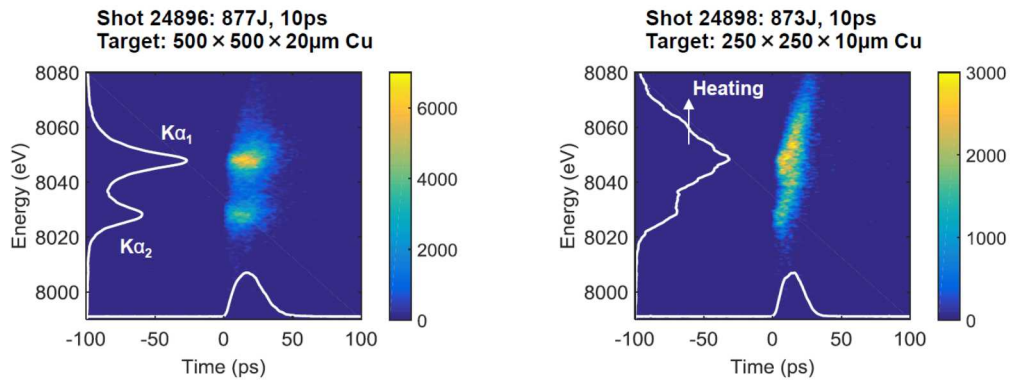 Shot 24896: 877J, 10ps
Target: 500×500×20μm Cu
8080
8060
8040
8020
8000
Energy (eV)
Kα₁
Kα₂
-100
-50
0
50
100
Time (ps)
6000
4000
2000
0
Shot 24898: 873J, 10ps
Target: 250×250×10μm Cu
8080
8060
8040
8020
8000
Energy (eV)
Heating
-100
-50
0
50
100
Time (ps)
3000
2000
1000
0